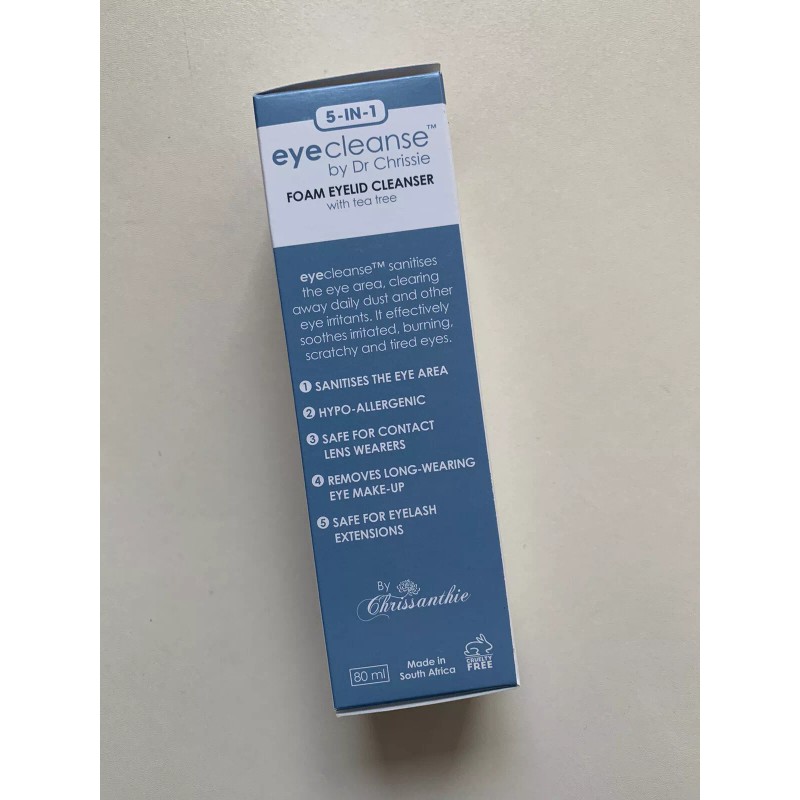 5-IN-1
eyecleanse™
by Dr Chrissie
FOAM EYELID CLEANSER
with tea tree
eyecleanse™ sanitises
the eye area, clearing
away daily dust and other
eye irritants. It effectively
soothes irritated, burning,
scratchy and tired eyes.
1 SANITISES THE EYE AREA
2 HYPO-ALLERGENIC
3 SAFE FOR CONTACT
LENS WEARERS
4 REMOVES LONG-WEARING
EYE MAKE-UP
5 SAFE FOR EYELASH
EXTENSIONS
By
Chrissanthie
80 ml
Made in
South Africa
CRUELTY
FREE